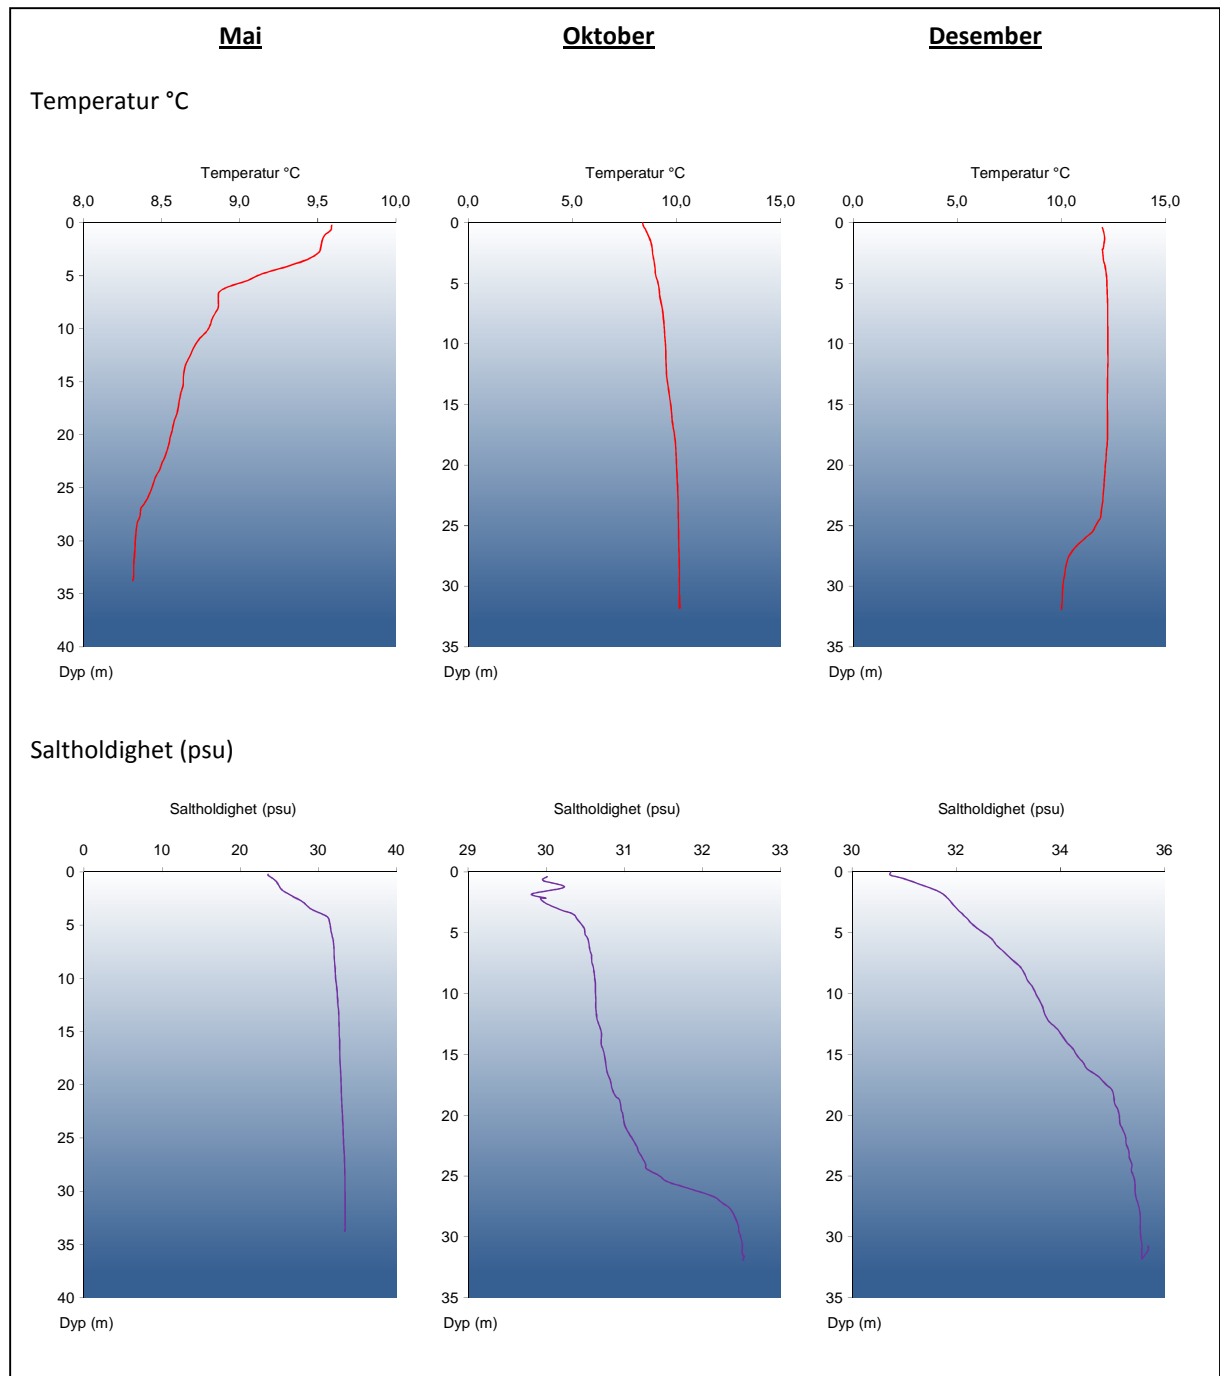 Mai Oktober Desember
Temperatur °C
Temperatur °C Temperatur °C Temperatur °C
8,0 8,5 9,0 9,5 10,0 0,0 5,0 10,0 15,0 0,0 5,0 10,0 15,0
0 0 0
5 5 5
10 10 10
15 15 15
20 20 20
25 25 25
30 30 30
35 35 35
40
Dyp (m) Dyp (m) Dyp (m)
Saltholdighet (psu)
Saltholdighet (psu) Saltholdighet (psu) Saltholdighet (psu)
0 10 20 30 40 29 30 31 32 33 30 32 34 36
0 0 0
5 5 5
10 10 10
15 15 15
20 20 20
25 25 25
30 30 30
35 35 35
40
Dyp (m) Dyp (m) Dyp (m)